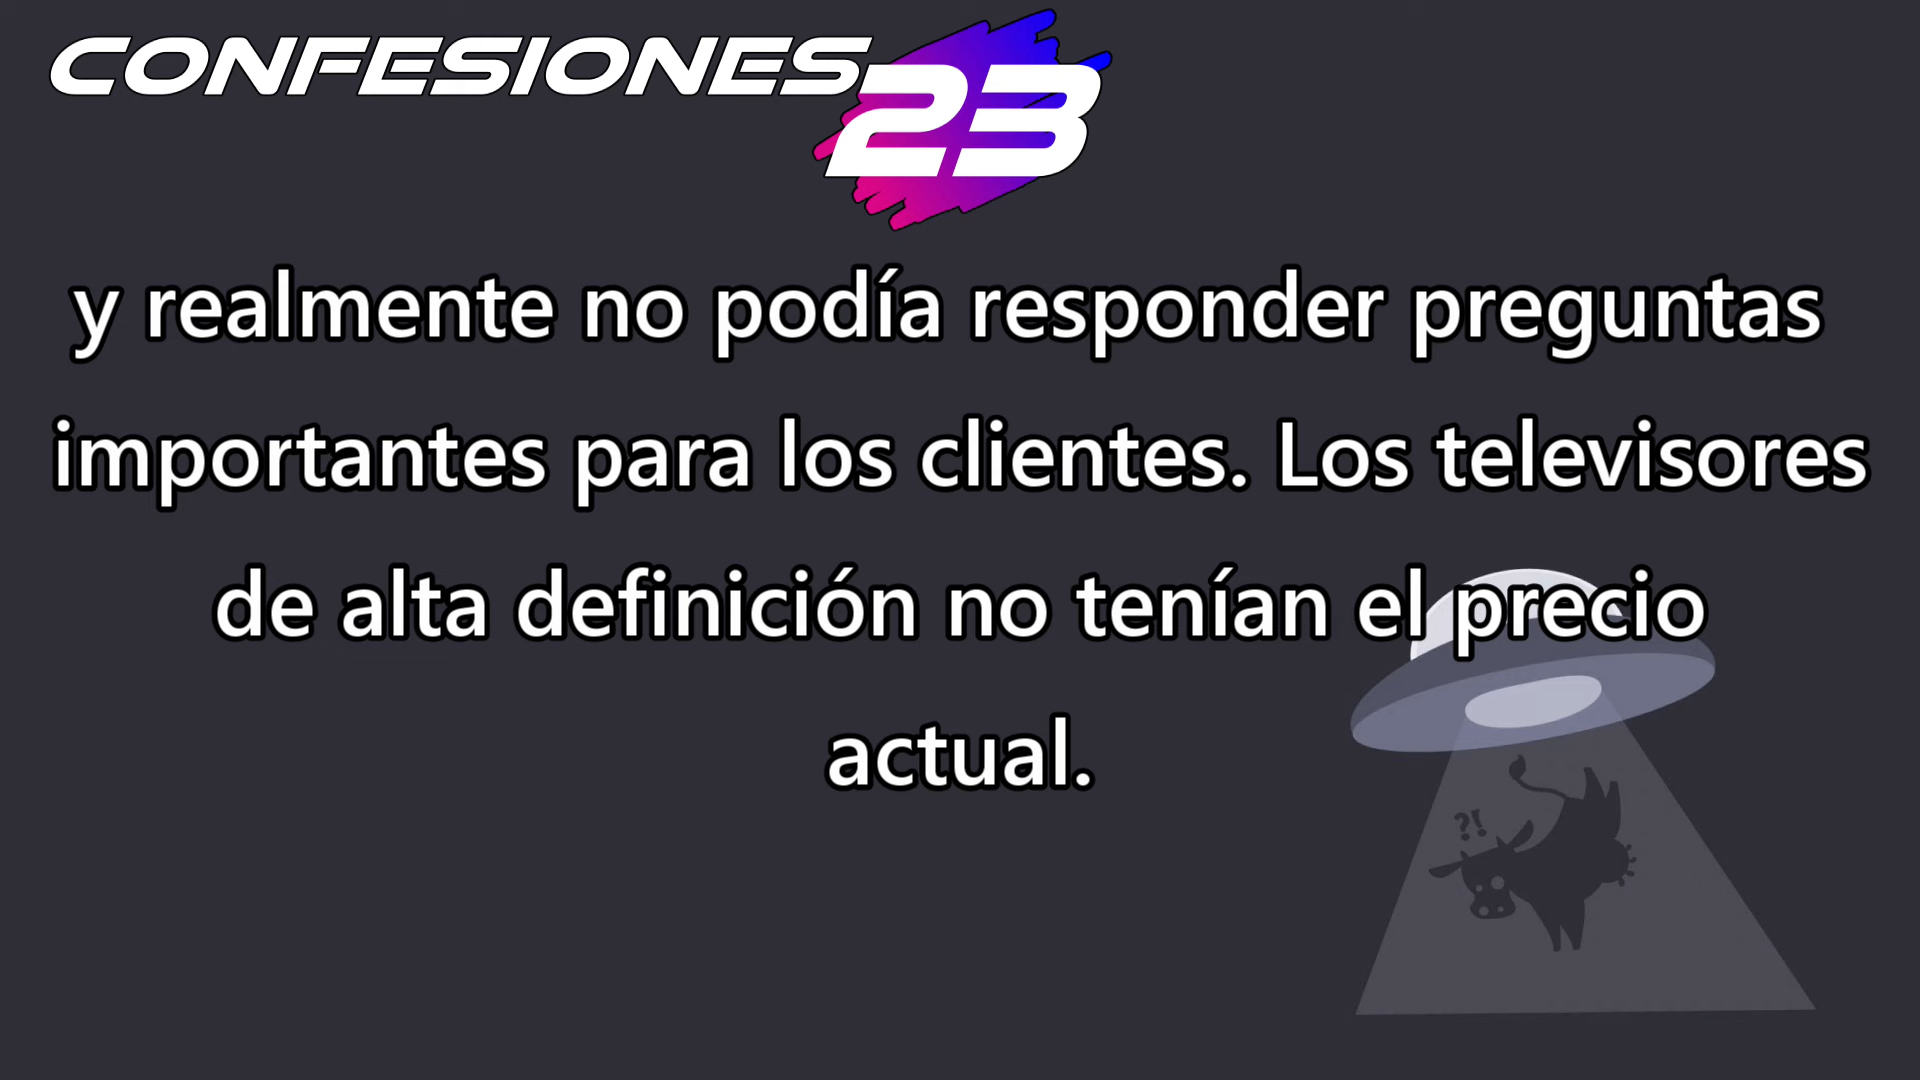 CONFESIONES 23
y realmente no podía responder preguntas
importantes para los clientes. Los televisores
de alta definición no tenían el precio
actual.
?!